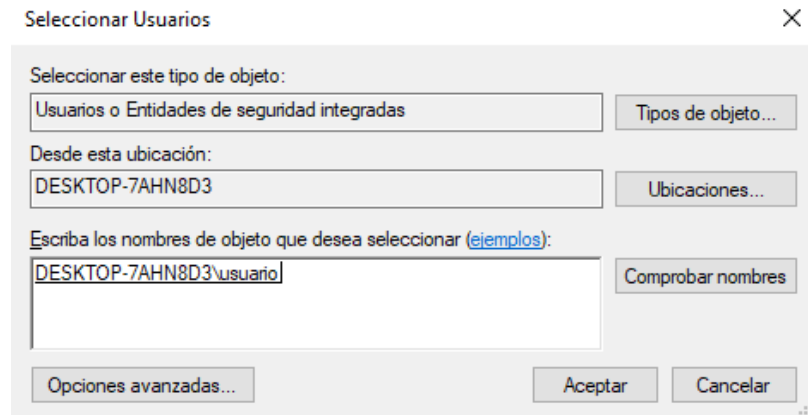 Seleccionar Usuarios
Seleccionar este tipo de objeto:
Usuarios o Entidades de seguridad integradas
Tipos de objeto...
Desde esta ubicación:
DESKTOP-7AHN8D3
Ubicaciones...
Escriba los nombres de objeto que desea seleccionar (ejemplos):
DESKTOP-7AHN8D3\usuario
Comprobar nombres
Opciones avanzadas...
Aceptar
Cancelar